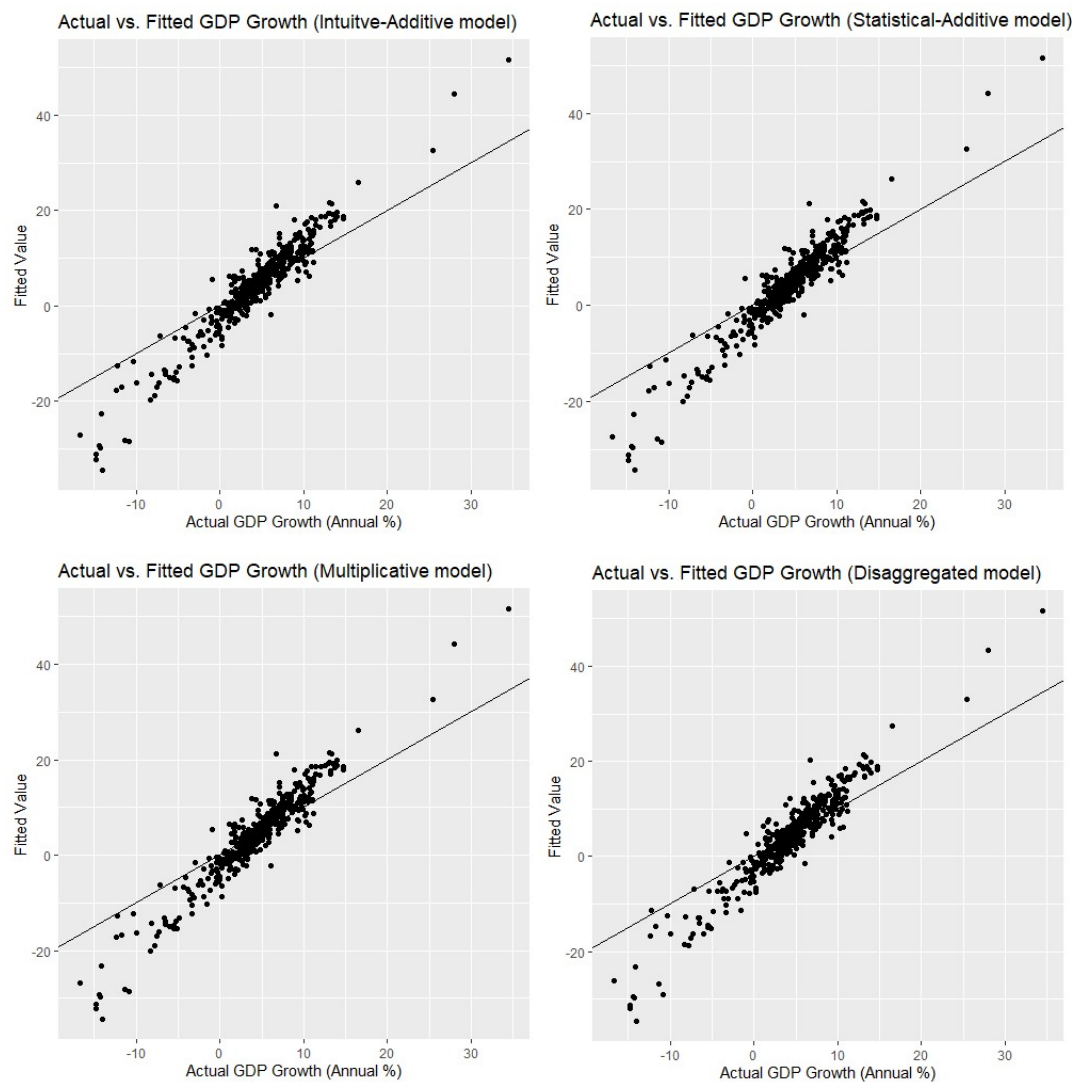 Actual vs. Fitted GDP Growth (Intuitve-Additive model)
40
20
0
-20
Fitted Value
-10 0 10 20 30
Actual GDP Growth (Annual %)
Actual vs. Fitted GDP Growth (Statistical-Additive model)
40
20
0
-20
Fitted Value
-10 0 10 20 30
Actual GDP Growth (Annual %)
Actual vs. Fitted GDP Growth (Multiplicative model)
40
20
0
-20
Fitted Value
-10 0 10 20 30
Actual GDP Growth (Annual %)
Actual vs. Fitted GDP Growth (Disaggregated model)
40
20
0
-20
Fitted Value
-10 0 10 20 30
Actual GDP Growth (Annual %)